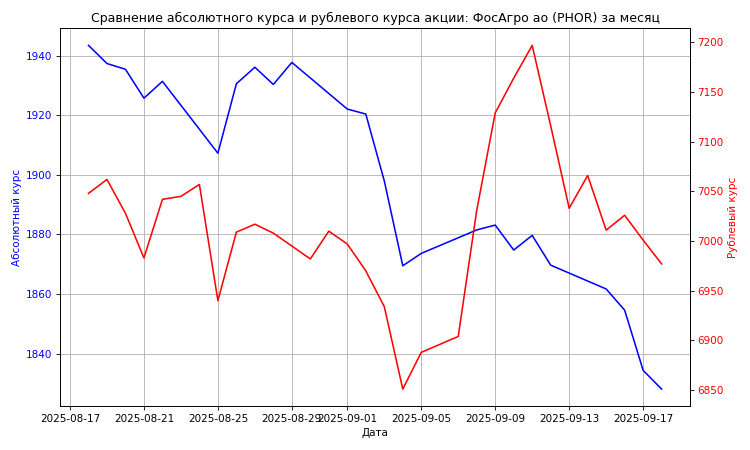 Сравнение абсолютного курса и рублевого курса акции: ФосАгро ао (PHOR) за месяц
1940
1920
1900
1880
1860
1840
Абсолютный курс
7200
7150
7100
7050
7000
6950
6900
6850
Рублевый курс
2025-08-17 2025-08-21 2025-08-25 2025-08-29 2025-09-01 2025-09-05 2025-09-09 2025-09-13 2025-09-17
Дата